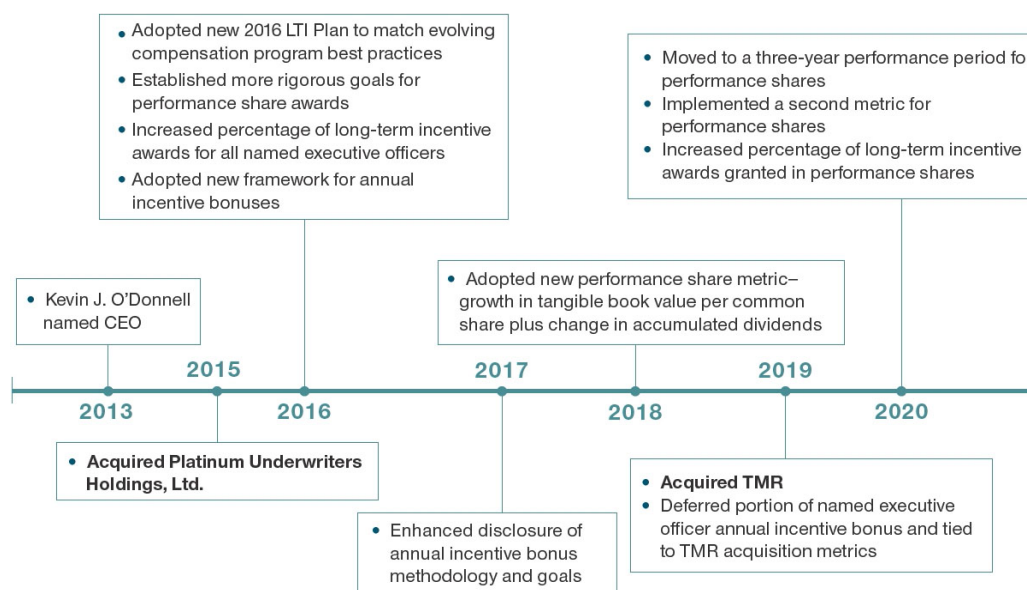 • Adopted new 2016 LTI Plan to match evolving
compensation program best practices
• Established more rigorous goals for
performance share awards
• Increased percentage of long-term incentive
awards for all named executive officers
• Adopted new framework for annual
incentive bonuses
• Moved to a three-year performance period fo
performance shares
• Implemented a second metric for
performance shares
• Increased percentage of long-term incentive
awards granted in performance shares
• Kevin J. O’Donnell
named CEO
• Adopted new performance share metric–
growth in tangible book value per common
share plus change in accumulated dividends
2015
2017
2019
2013
2016
2018
2020
• Acquired Platinum Underwriters
Holdings, Ltd.
• Enhanced disclosure of
annual incentive bonus
methodology and goals
• Acquired TMR
• Deferred portion of named executive
officer annual incentive bonus and tied
to TMR acquisition metrics